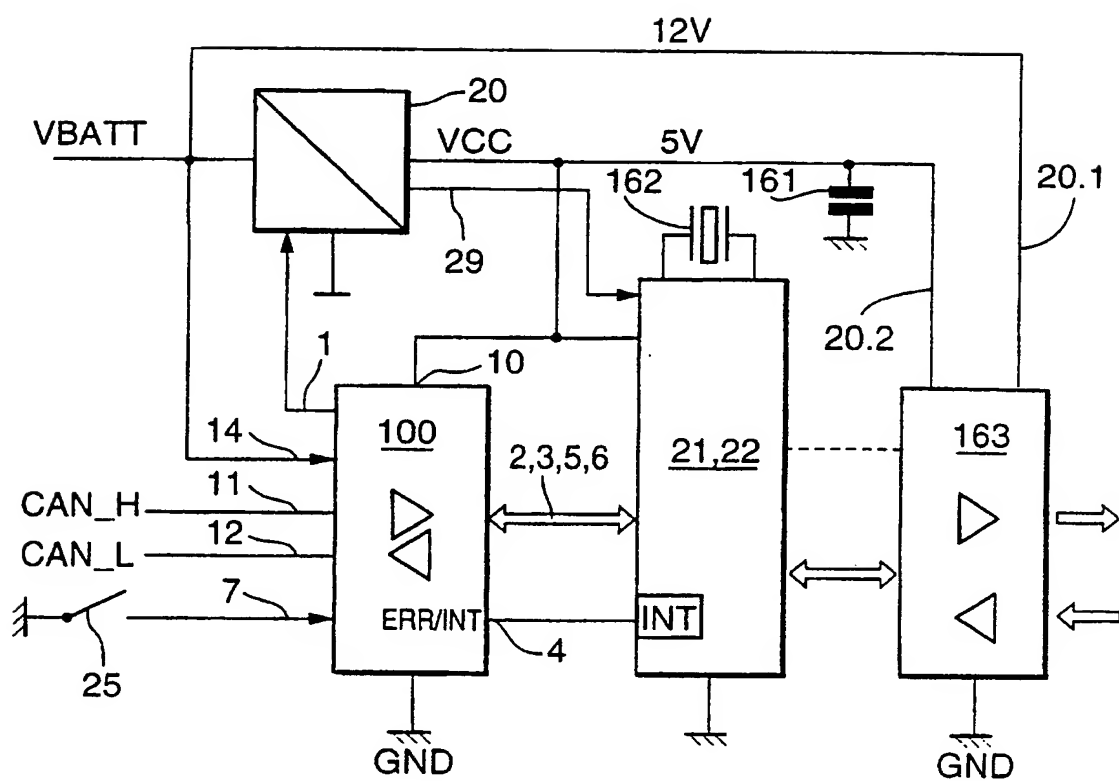 12V
20
VBATT
VCC
5V
162
161
20.1
29
20.2
1
10
100
21,22
163
14
2,3,5,6
CAN_H
11
CAN_L
12
7
ERR/INT
INT
4
25
GND
GND